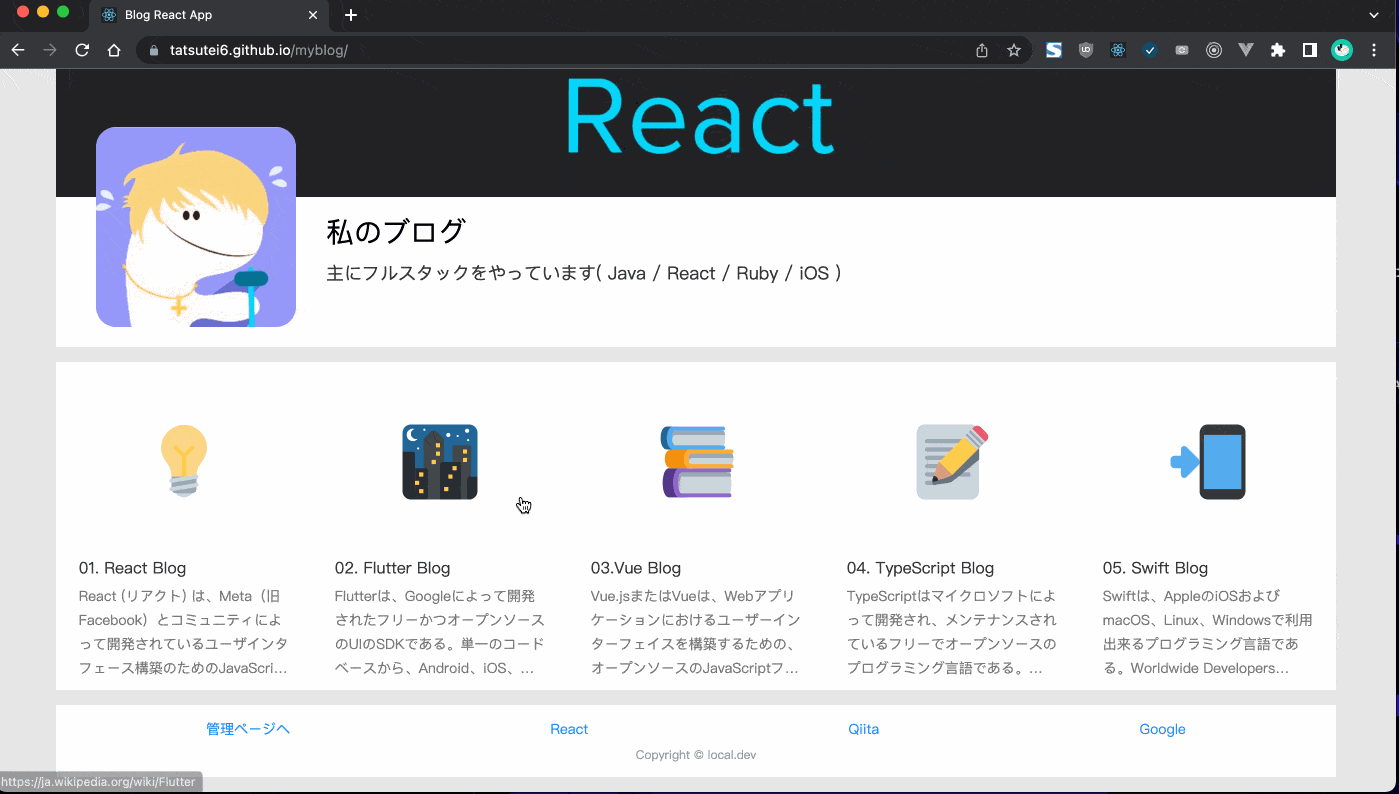 Blog React App
tatsutei6.github.io/myblog/
React
私のブログ
主にフルスタックをやっています( Java / React / Ruby / iOS )
01. React Blog
React (リアクト) は、Meta（旧
Facebook）とコミュニティによ
って開発されているユーザインタ
フェース構築のためのJavaScri...
02. Flutter Blog
Flutterは、Googleによって開発
されたフリーかつオープンソース
のUIのSDKである。単一のコード
ベースから、Android、iOS、...
03.Vue Blog
Vue.jsまたはVueは、Webアプリ
ケーションにおけるユーザーイン
ターフェイスを構築するための、
オープンソースのJavaScriptフ...
04. TypeScript Blog
TypeScriptはマイクロソフトによ
って開発され、メンテナンスされ
ているフリーでオープンソースの
プログラミング言語である。...
05. Swift Blog
Swiftは、AppleのiOSおよび
macOS、Linux、Windowsで利用
出来るプログラミング言語であ
る。Worldwide Developers...
管理ページへ
React
Qiita
Google
Copyright © local.dev
https://ja.wikipedia.org/wiki/Flutter